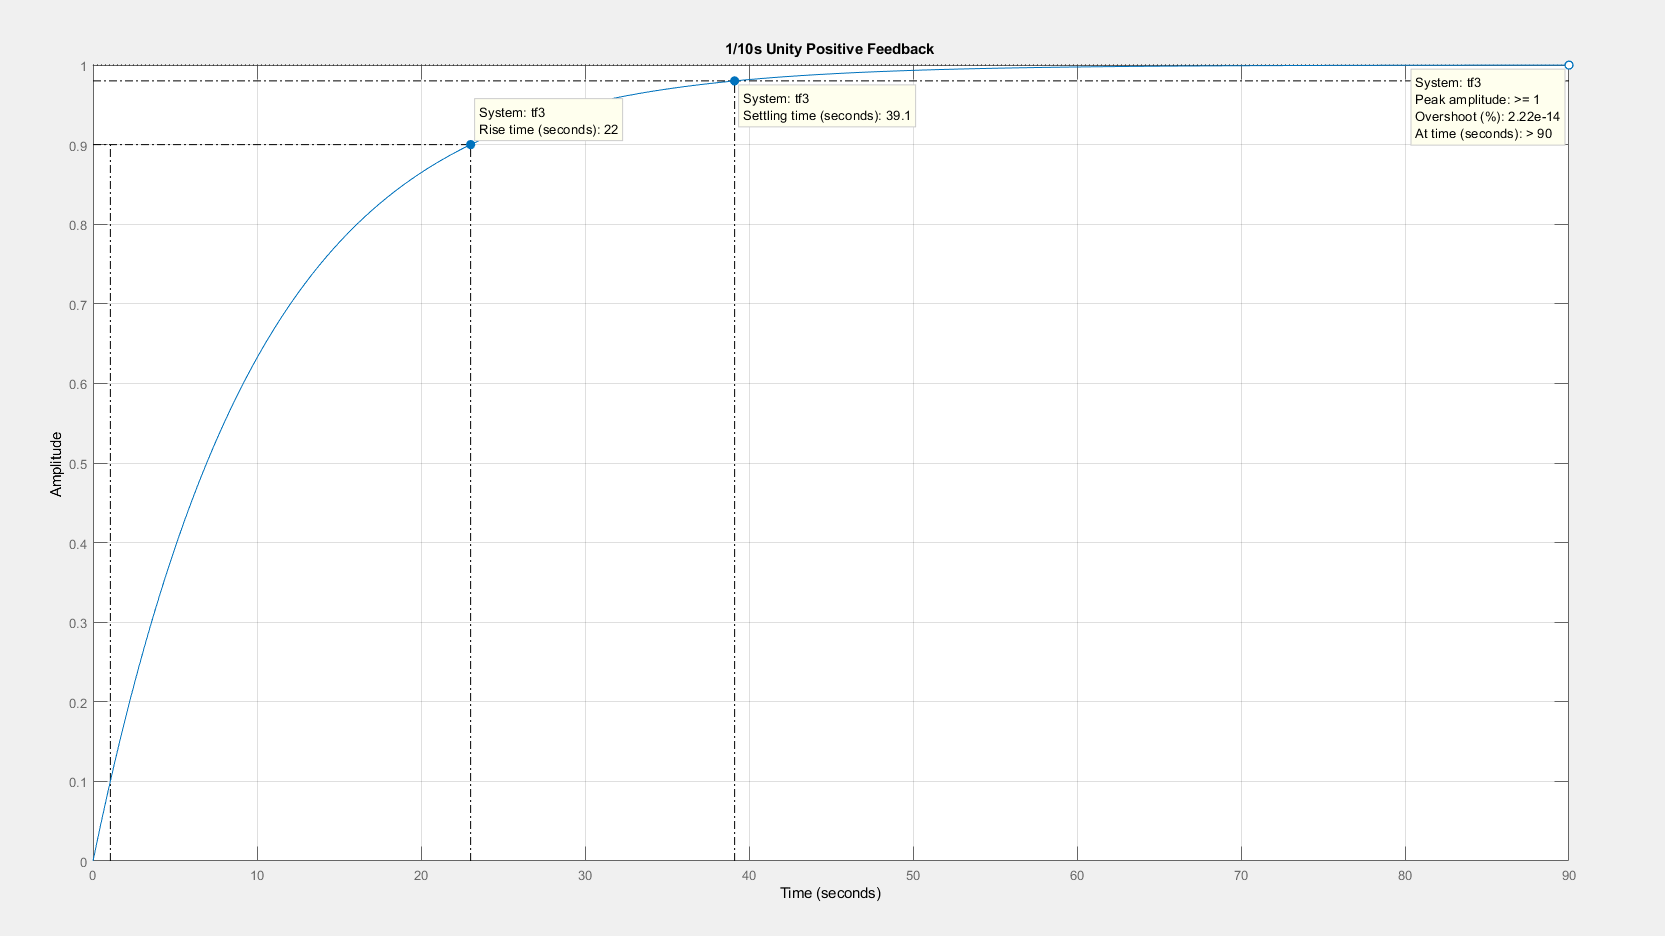 1/10s Unity Positive Feedback
System: tf3
Rise time (seconds): 22
System: tf3
Settling time (seconds): 39.1
System: tf3
Peak amplitude: >= 1
Overshoot (%): 2.22e-14
At time (seconds): > 90
Amplitude
1
0.9
0.8
0.7
0.6
0.5
0.4
0.3
0.2
0.1
0
0 10 20 30 40 50 60 70 80 90
Time (seconds)